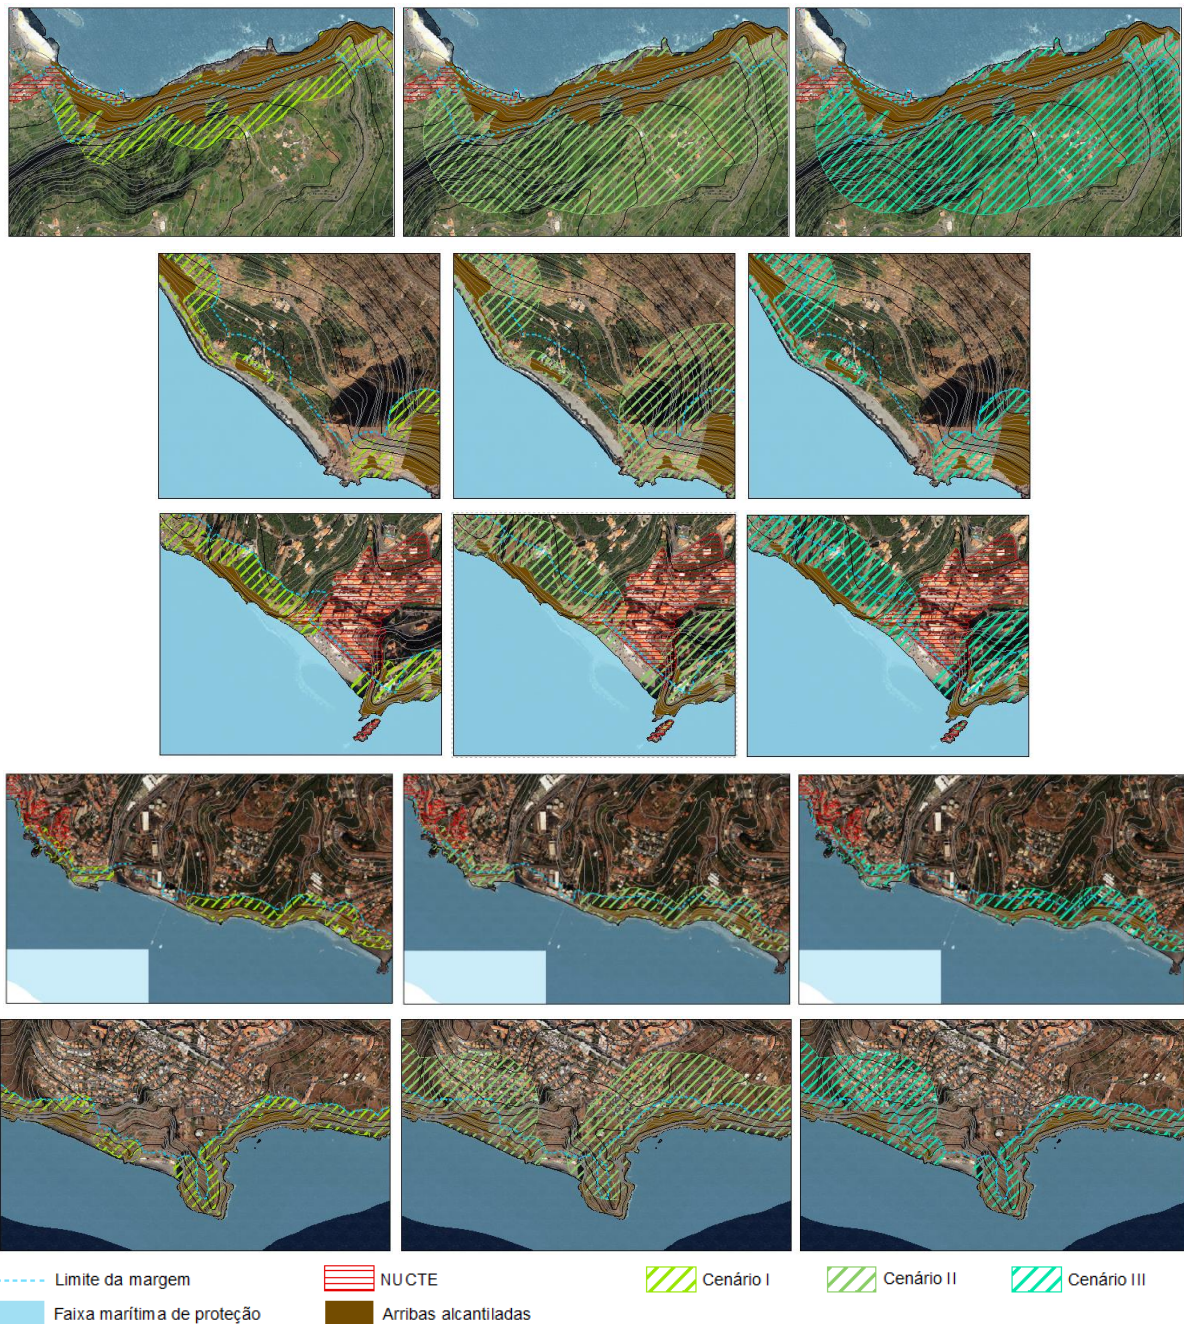 Limite da margem NUCTE Cenário I Cenário II Cenário III
Faixa marítima de proteção Arribas alcantiladas